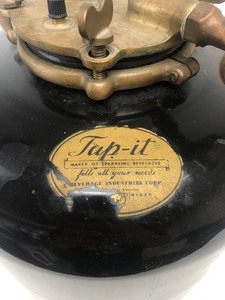 Tap-it
MAKER OF SPARKLING BEVERAGES
fills all your needs
BEVERAGE INDUSTRIES CORP.